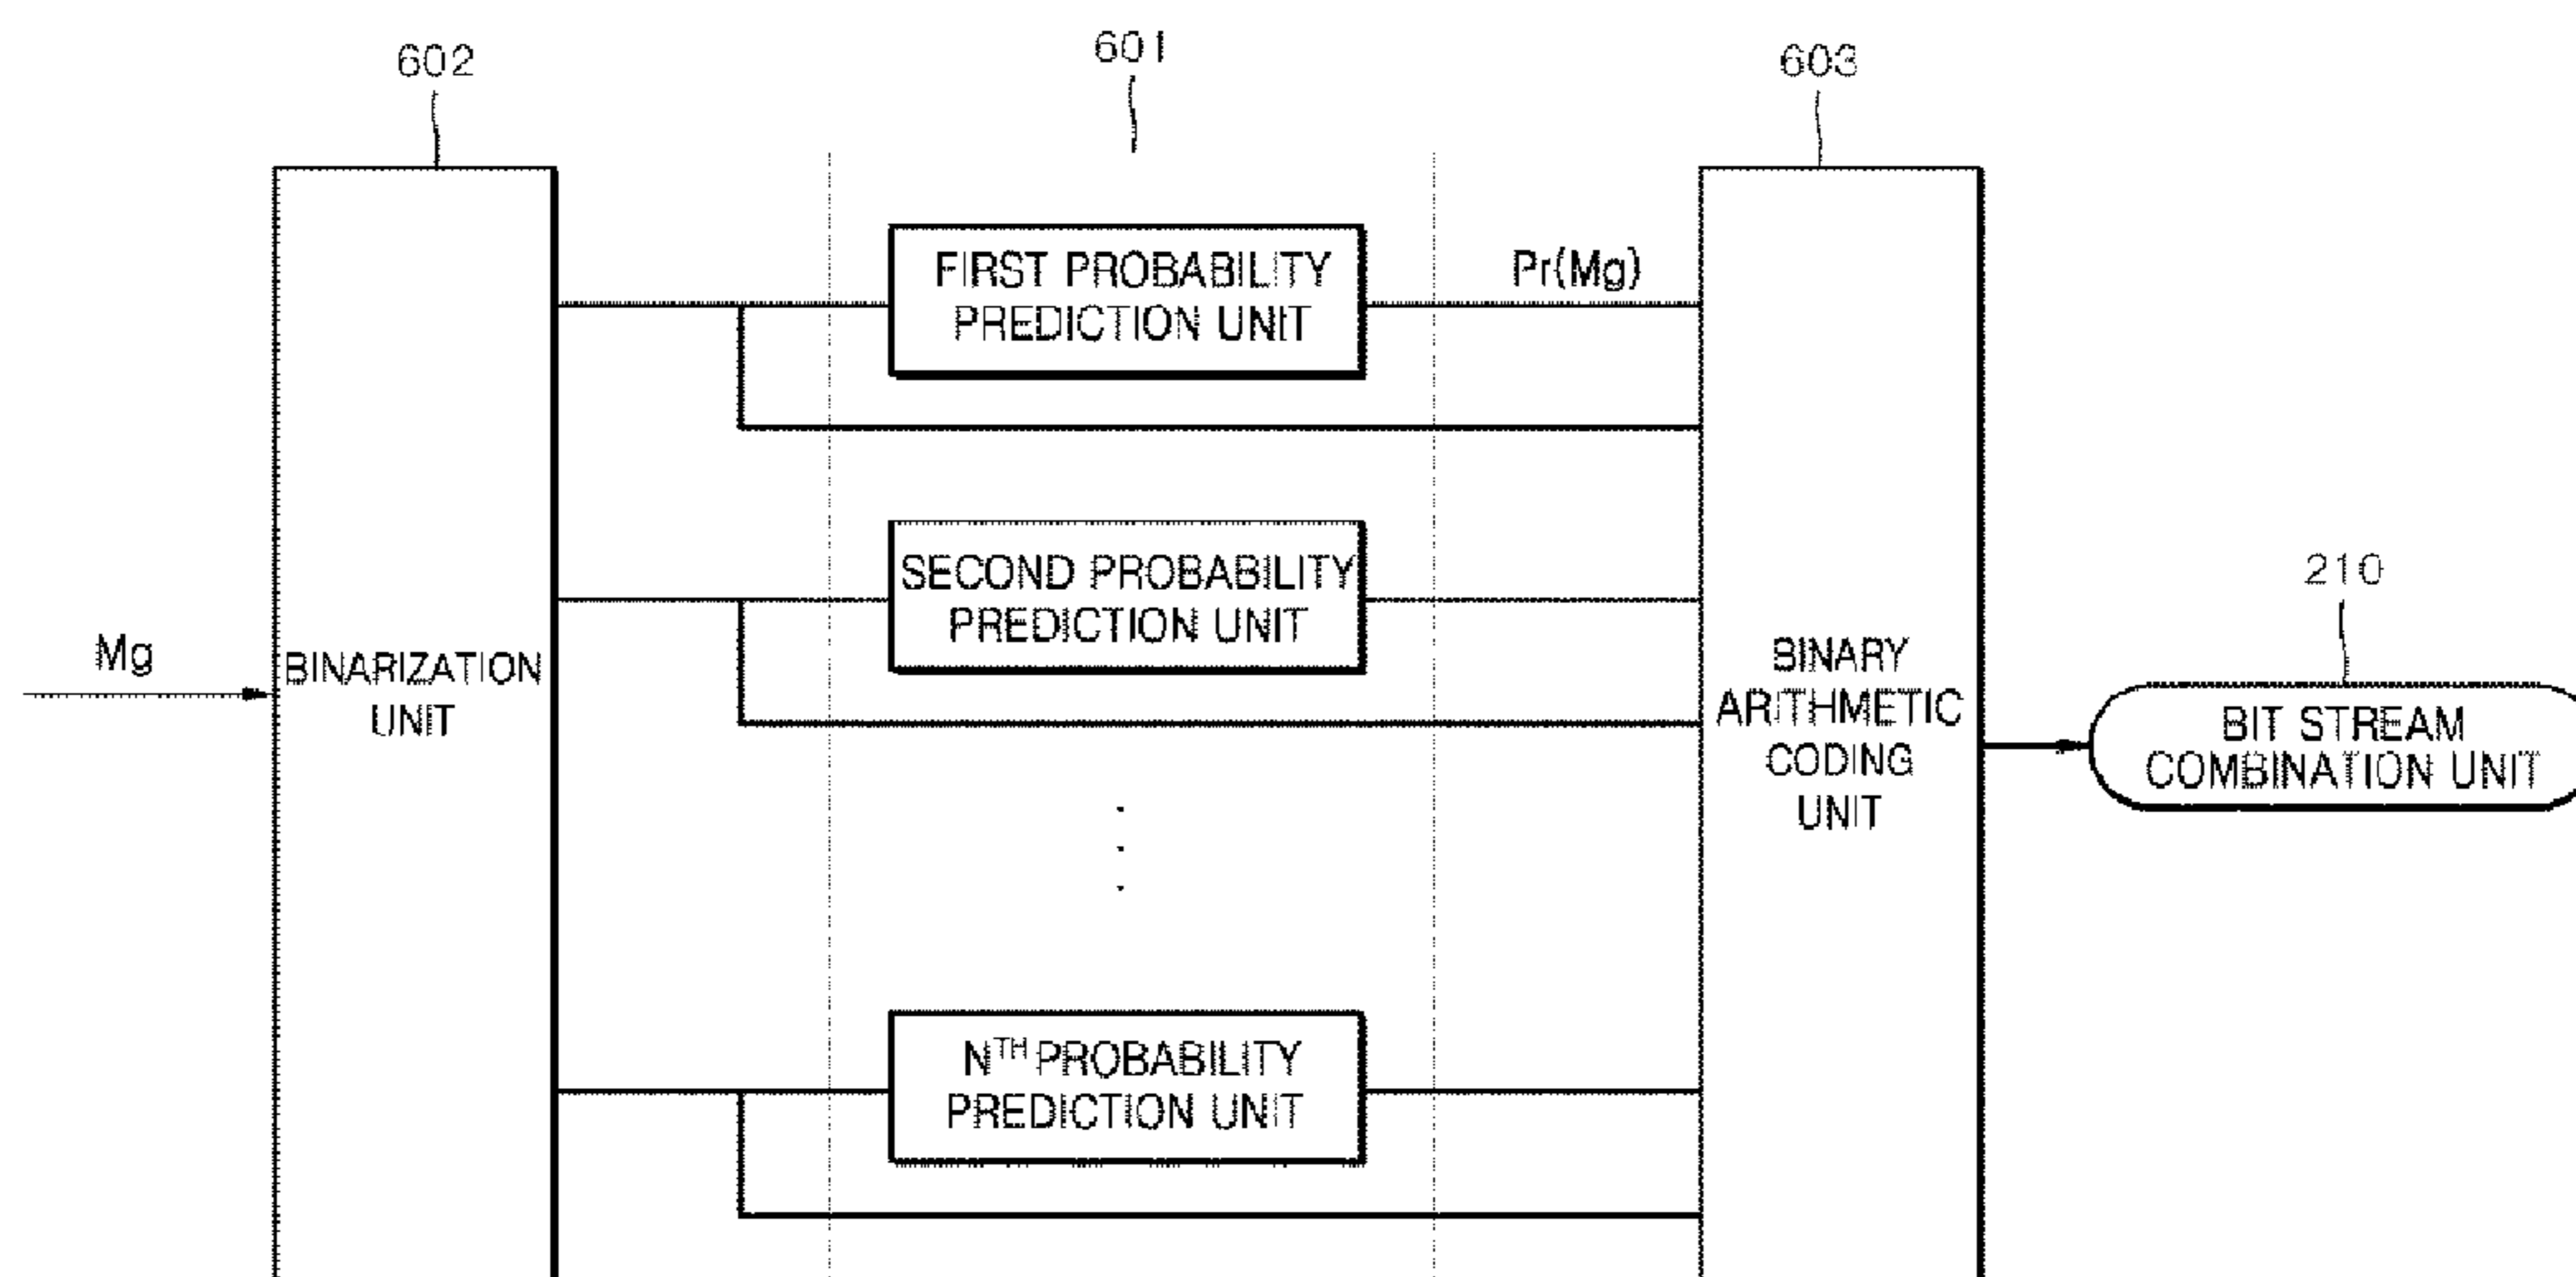 602
601
603
FIRST PROBABILITY
PREDICTION UNIT
Pr(Mg)
SECOND PROBABILITY
PREDICTION UNIT
210
Mg
BINARIZATION
UNIT
BINARY
ARITHMETIC
CODING
UNIT
BIT STREAM
COMBINATION UNIT
NTH PROBABILITY
PREDICTION UNIT